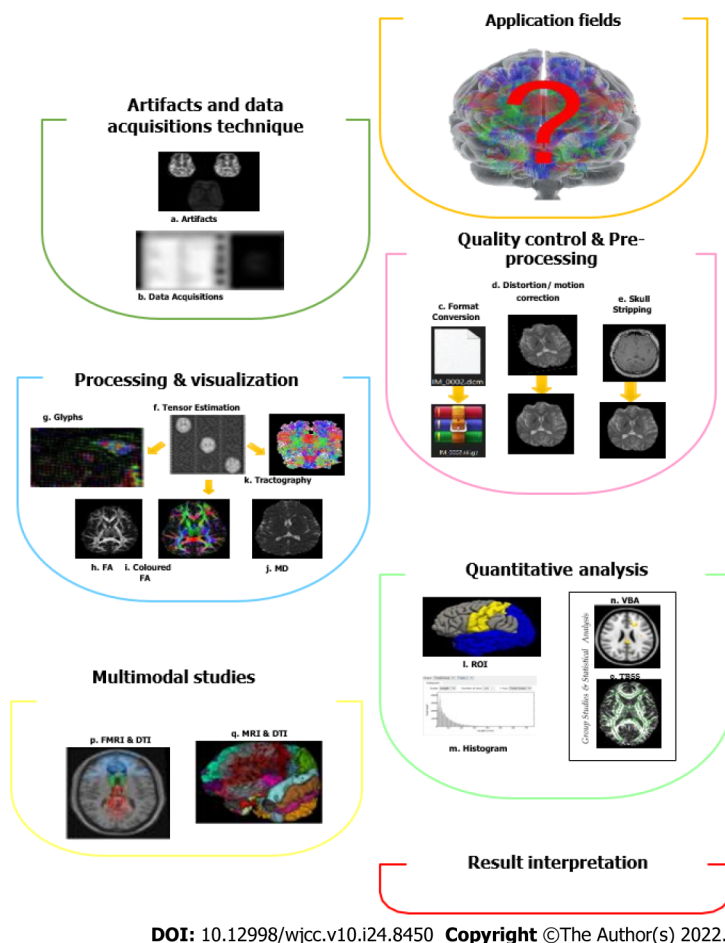 Application fields
Artifacts and data
acquisitions technique
a. Artifacts
b. Data Acquisitions
Quality control & Pre-
processing
c. Format
Conversion
d. Distortion/ motion
correction
e. Skull
Stripping
IM_0002.dcm
IM_0002.nii.gz
Processing & visualization
f. Tensor Estimation
g. Glyphs
k. Tractography
h. FA
i. Coloured
FA
j. MD
Quantitative analysis
l. ROI
m. Histogram
Group Studies & Statistical Analysis
n. VBA
o. TBSS
Multimodal studies
p. FMRI & DTI
q. MRI & DTI
Result interpretation
DOI: 10.12998/wjcc.v10.i24.8450 Copyright ©The Author(s) 2022.